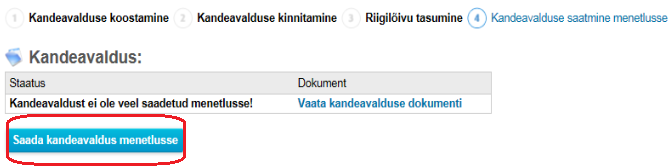 1 Kandeavalduse koostamine 2 Kandeavalduse kinnitamine 3 Riigilõivu tasumine 4 Kandeavalduse saatmine menetlusse
Kandeavaldus:
Staatus Dokument
Kandeavaldust ei ole veel saadetud menetlusse! Vaata kandeavalduse dokumenti
Saada kandeavaldus menetlusse